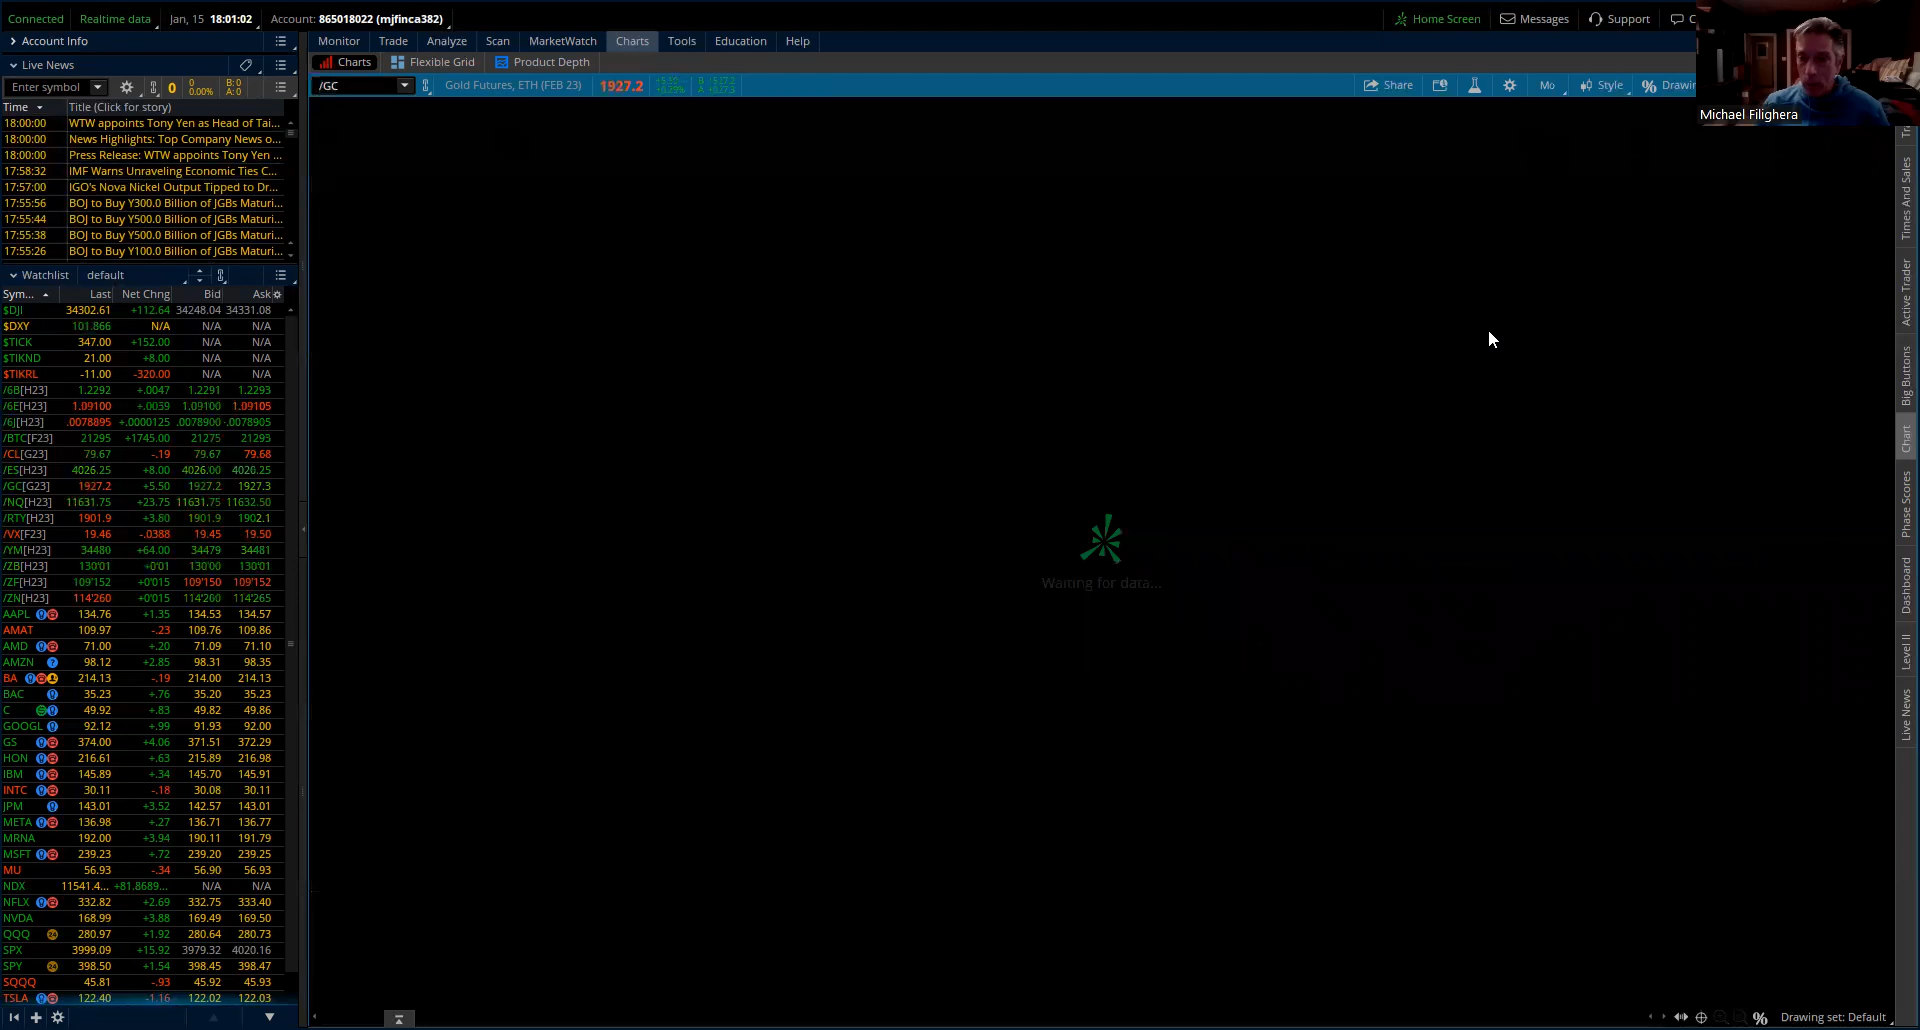 Connected Realtime data Jan, 15 18:01:02 Account: 865018022 (mjfinca382) Home Screen Messages Support
Account Info Monitor Trade Analyze Scan MarketWatch Charts Tools Education Help
Live News Charts Flexible Grid Product Depth
Enter symbol 0 0 0.00% B: 0 A: 0 /GC Gold Futures, ETH (FEB 23) 1927.2 Share Mo Style Drawin
Michael Filighera
Time Title (Click for story)
18:00:00 WTW appoints Tony Yen as Head of Tai...
18:00:00 News Highlights: Top Company News o...
18:00:00 Press Release: WTW appoints Tony Yen ...
17:58:32 IMF Warns Unraveling Economic Ties C...
17:57:00 IGO's Nova Nickel Output Tipped to Dr...
17:55:56 BOJ to Buy Y300.0 Billion of JGBs Maturi...
17:55:44 BOJ to Buy Y500.0 Billion of JGBs Maturi...
17:55:38 BOJ to Buy Y500.0 Billion of JGBs Maturi...
17:55:26 BOJ to Buy Y100.0 Billion of JGBs Maturi...
Watchlist default
Sym... Last Net Chng Bid Ask
$DJI 34302.61 +112.64 34248.04 34331.08
$DXY 101.866 N/A N/A N/A
$TICK 347.00 +152.00 N/A N/A
$TIKND 21.00 +8.00 N/A N/A
$TIKRL -11.00 -320.00 N/A N/A
/6B[H23] 1.2292 +.0047 1.2291 1.2293
/6E[H23] 1.09100 +.0039 1.09100 1.09105
/6J[H23] .0078895 +.0000125 .0078900 .0078905
/BTC[F23] 21295 +1745.00 21275 21293
/CL[G23] 79.67 -.19 79.67 79.68
/ES[H23] 4026.25 +8.00 4026.00 4026.25
/GC[G23] 1927.2 +5.50 1927.2 1927.3
/NQ[H23] 11631.75 +23.75 11631.75 11632.50
/RTY[H23] 1901.9 +3.80 1901.9 1902.1
/VX[F23] 19.46 -.0388 19.45 19.50
/YM[H23] 34480 +64.00 34479 34481
/ZB[H23] 130'01 +0'01 130'00 130'01
/ZF[H23] 109'152 +0'015 109'150 109'152
/ZN[H23] 114'260 +0'015 114'260 114'265
AAPL 134.76 +1.35 134.53 134.57
AMAT 109.97 -.23 109.76 109.86
AMD 71.00 +.20 71.09 71.10
AMZN 98.12 +2.85 98.31 98.35
BA 214.13 -.19 214.00 214.13
BAC 35.23 +.76 35.20 35.23
C 49.92 +.83 49.82 49.86
GOOGL 92.12 +.99 91.93 92.00
GS 374.00 +4.06 371.51 372.29
HON 216.61 +.63 215.89 216.98
IBM 145.89 +.34 145.70 145.91
INTC 30.11 -.18 30.08 30.11
JPM 143.01 +3.52 142.57 143.01
META 136.98 +.27 136.71 136.77
MRNA 192.00 +3.94 190.11 191.79
MSFT 239.23 +.72 239.20 239.25
MU 56.93 -.34 56.90 56.93
NDX 11541.4... +81.8689... N/A N/A
NFLX 332.82 +2.69 332.75 333.40
NVDA 168.99 +3.88 169.49 169.50
QQQ 280.97 +1.92 280.64 280.73
SPX 3999.09 +15.92 3979.32 4020.16
SPY 398.50 +1.54 398.45 398.47
SQQQ 45.81 -.93 45.92 45.93
TSLA 122.40 -1.16 122.02 122.03
Waiting for data...
Times And Sales
Active Trader
Big Buttons
Chart
Phase Scores
Dashboard
Level II
Live News
Drawing set: Default